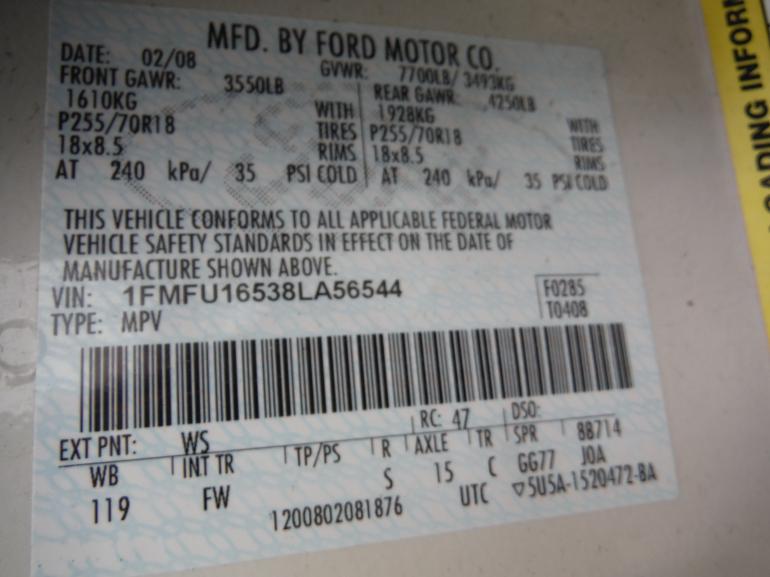 MFD. BY FORD MOTOR CO.
DATE: 02/08 GVWR: 7700LB/ 3493KG
FRONT GAWR: 3550LB REAR GAWR: 4250LB
1610KG WITH 1928KG WITH
P255/70R18 TIRES P255/70R18 TIRES
18x8.5 RIMS 18x8.5 RIMS
AT 240 kPa/ 35 PSI COLD AT 240 kPa/ 35 PSI COLD
THIS VEHICLE CONFORMS TO ALL APPLICABLE FEDERAL MOTOR
VEHICLE SAFETY STANDARDS IN EFFECT ON THE DATE OF
MANUFACTURE SHOWN ABOVE.
VIN: 1FMFU16538LA56544 F0285
TYPE: MPV T0408
EXT PNT: WS RC: 47 DSO:
WB INT TR TP/PS R AXLE TR SPR 8B714
119 FW S 15 C GG77 J0A
1200802081876 UTC ▽5U5A-1520472-BA